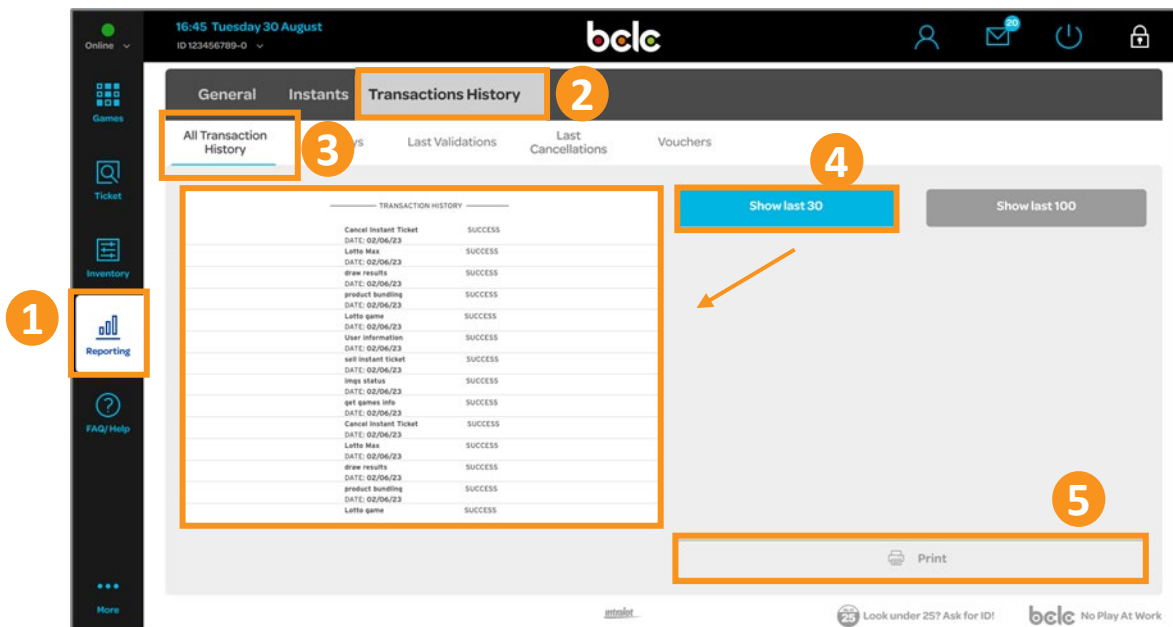 Online
16:45 Tuesday 30 August
ID 123456789-0
bclc
20
General Instants Transactions History
2
All Transaction History
3
Last Validations
Last Cancellations
Vouchers
4
Games
Ticket
Inventory
1
Reporting
FAQ/Help
More
TRANSACTION HISTORY
Cancel Instant Ticket SUCCESS
DATE: 02/06/23
Lotto Max SUCCESS
DATE: 02/06/23
draw results SUCCESS
DATE: 02/06/23
product bundling SUCCESS
DATE: 02/06/23
Lotto game SUCCESS
DATE: 02/06/23
User information SUCCESS
DATE: 02/06/23
sell instant ticket SUCCESS
DATE: 02/06/23
imgs status SUCCESS
DATE: 02/06/23
get games info SUCCESS
DATE: 02/06/23
Cancel Instant Ticket SUCCESS
DATE: 02/06/23
Lotto Max SUCCESS
DATE: 02/06/23
draw results SUCCESS
DATE: 02/06/23
product bundling SUCCESS
DATE: 02/06/23
Lotto game SUCCESS
Show last 30
Show last 100
5
Print
intralot
25 Look under 25? Ask for ID!
bclc No Play At Work